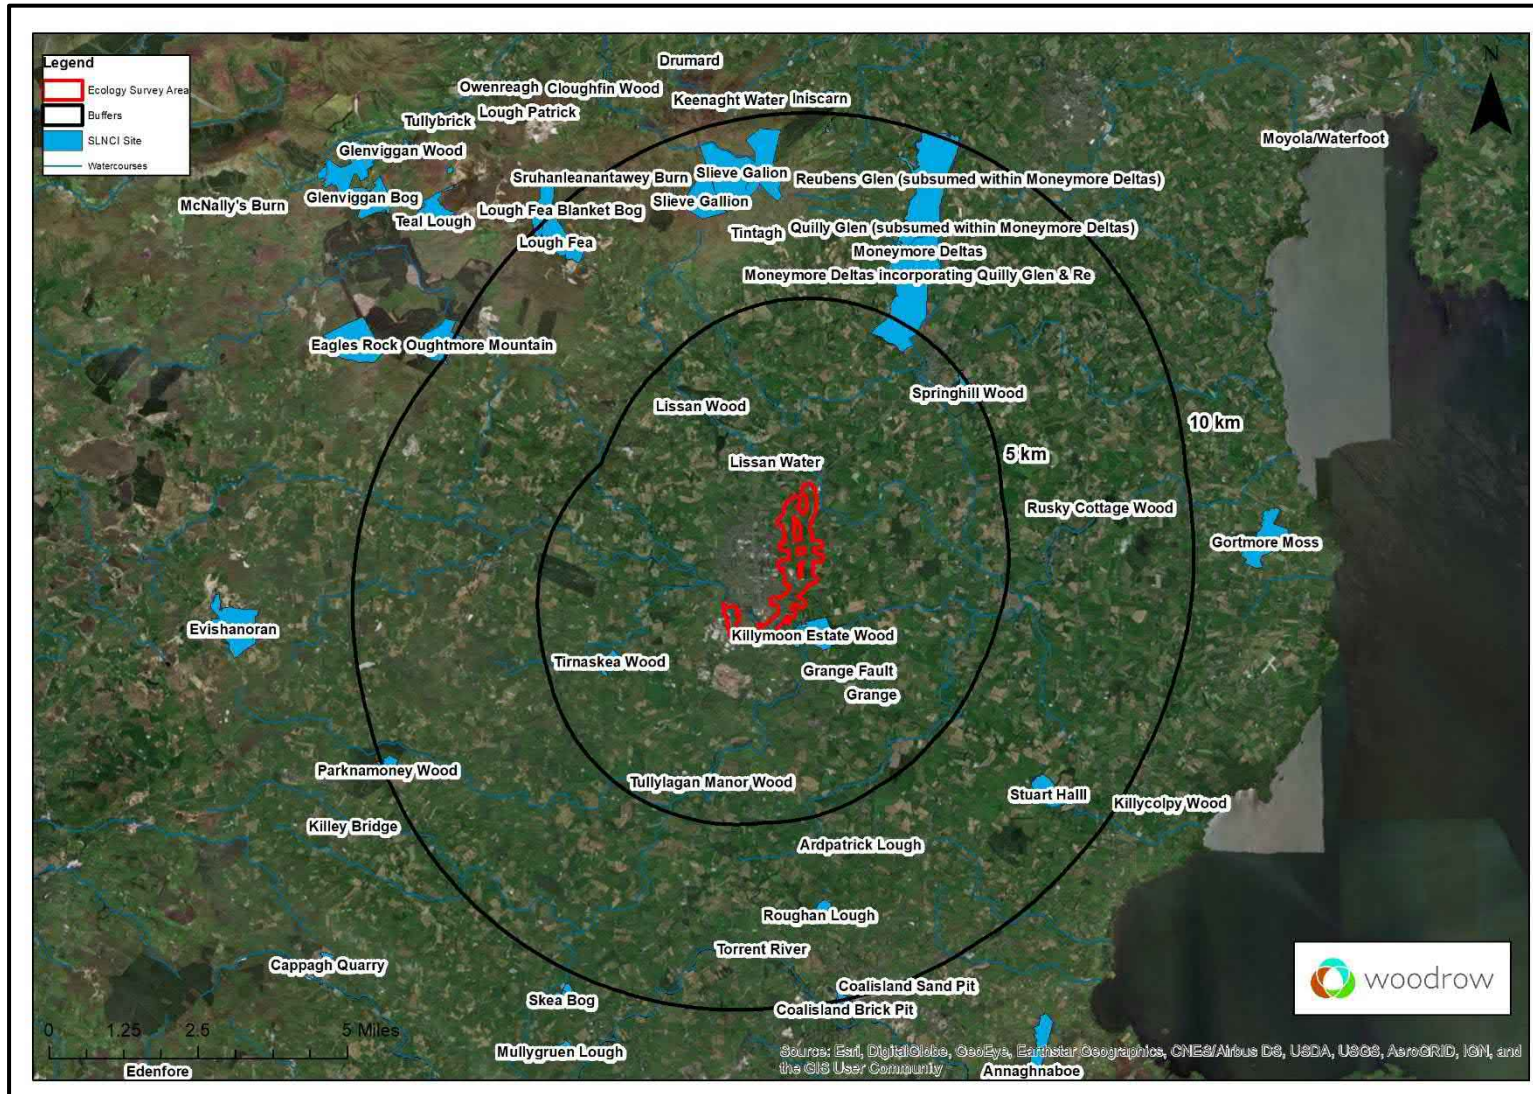 Legend
Ecology Survey Area
Buffers
SLNCI Site
Watercourses
N
Drumard
Owenreagh
Cloughfin Wood
Keenaght Water
Iniscarn
Lough Patrick
Tullybrick
Moyola/Waterfoot
Glenviggan Wood
Sruhanleanantawey Burn
Slieve Galion
Reubens Glen (subsumed within Moneymore Deltas)
Glenviggan Bog
McNally's Burn
Slieve Gallion
Teal Lough
Lough Fea Blanket Bog
Tintagh
Quilly Glen (subsumed within Moneymore Deltas)
Lough Fea
Moneymore Deltas
Moneymore Deltas incorporating Quilly Glen & Re
Eagles Rock
Oughtmore Mountain
Springhill Wood
Lissan Wood
10 km
5 km
Lissan Water
Rusky Cottage Wood
Gortmore Moss
Evishanoran
Killymoon Estate Wood
Tirnaskea Wood
Grange Fault
Grange
Parknamoney Wood
Tullylagan Manor Wood
Stuart Halll
Killycolpy Wood
Killey Bridge
Ardpatrick Lough
Roughan Lough
Torrent River
Cappagh Quarry
Coalisland Sand Pit
woodrow
Skea Bog
Coalisland Brick Pit
0 1.25 2.5 5 Miles
Mullygruen Lough
Source: Esri, DigitalGlobe, GeoEye, Earthstar Geographics, CNES/Airbus DS, USDA, USGS, AeroGRID, IGN, and
the GIS User Community
Edenfore
Annaghnaboe